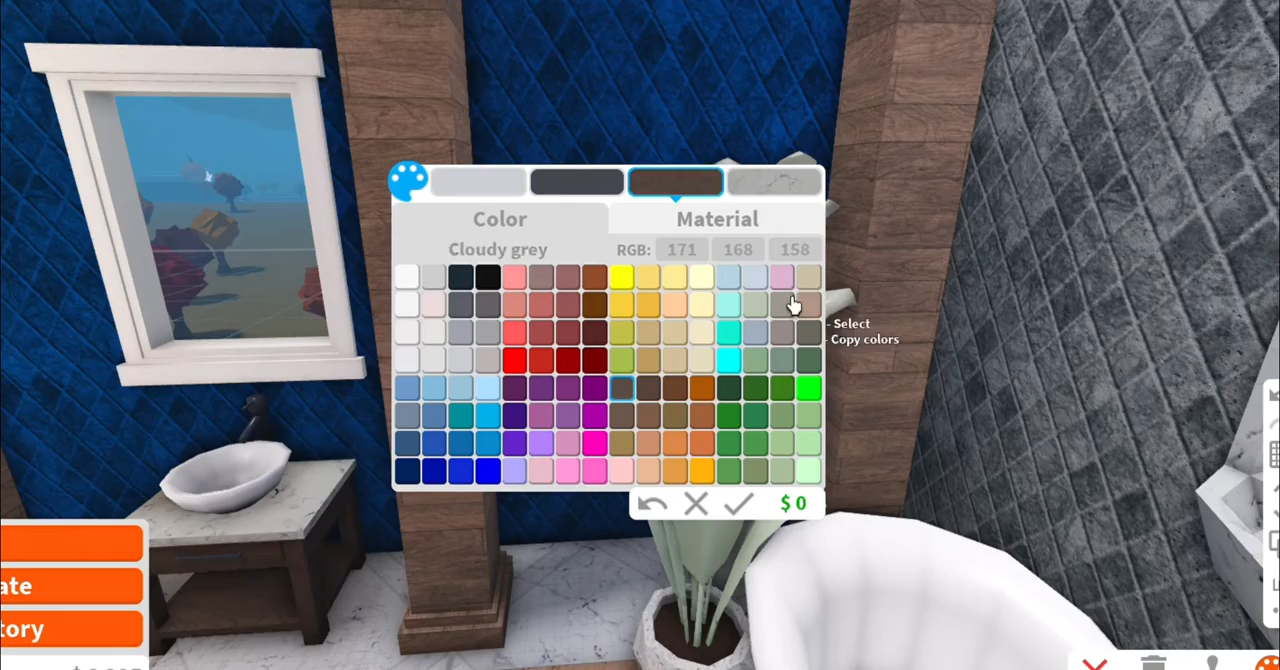 Color
Material
Cloudy grey
RGB: 171 168 158
- Select
- Copy colors
$ 0
ate
tory